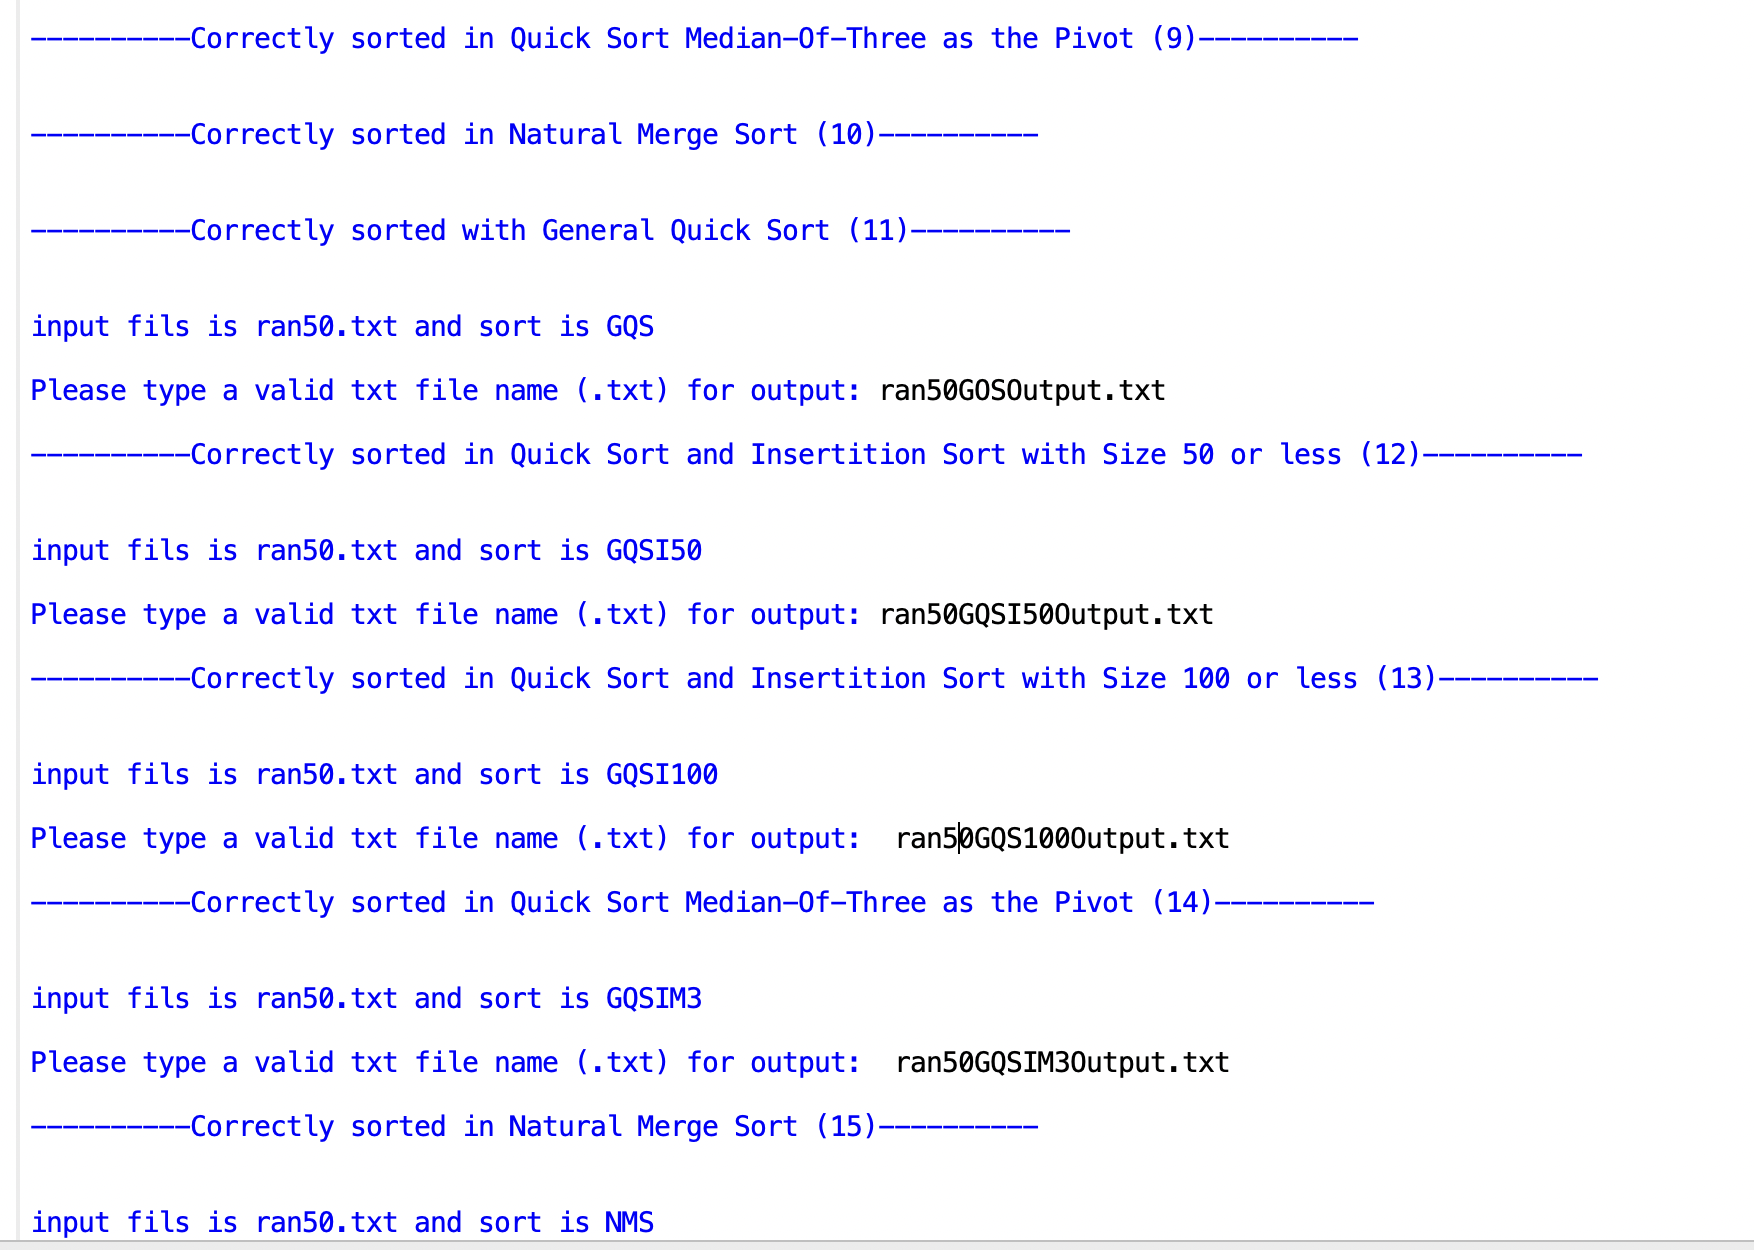 ----------Correctly sorted in Quick Sort Median-Of-Three as the Pivot (9)----------
----------Correctly sorted in Natural Merge Sort (10)----------
----------Correctly sorted with General Quick Sort (11)----------
input fils is ran50.txt and sort is GQS
Please type a valid txt file name (.txt) for output: ran50GOSOutput.txt
----------Correctly sorted in Quick Sort and Insertition Sort with Size 50 or less (12)----------
input fils is ran50.txt and sort is GQSI50
Please type a valid txt file name (.txt) for output: ran50GQSI50Output.txt
----------Correctly sorted in Quick Sort and Insertition Sort with Size 100 or less (13)----------
input fils is ran50.txt and sort is GQSI100
Please type a valid txt file name (.txt) for output:  ran50GQS100Output.txt
----------Correctly sorted in Quick Sort Median-Of-Three as the Pivot (14)----------
input fils is ran50.txt and sort is GQSIM3
Please type a valid txt file name (.txt) for output:  ran50GQSIM3Output.txt
----------Correctly sorted in Natural Merge Sort (15)----------
input fils is ran50.txt and sort is NMS